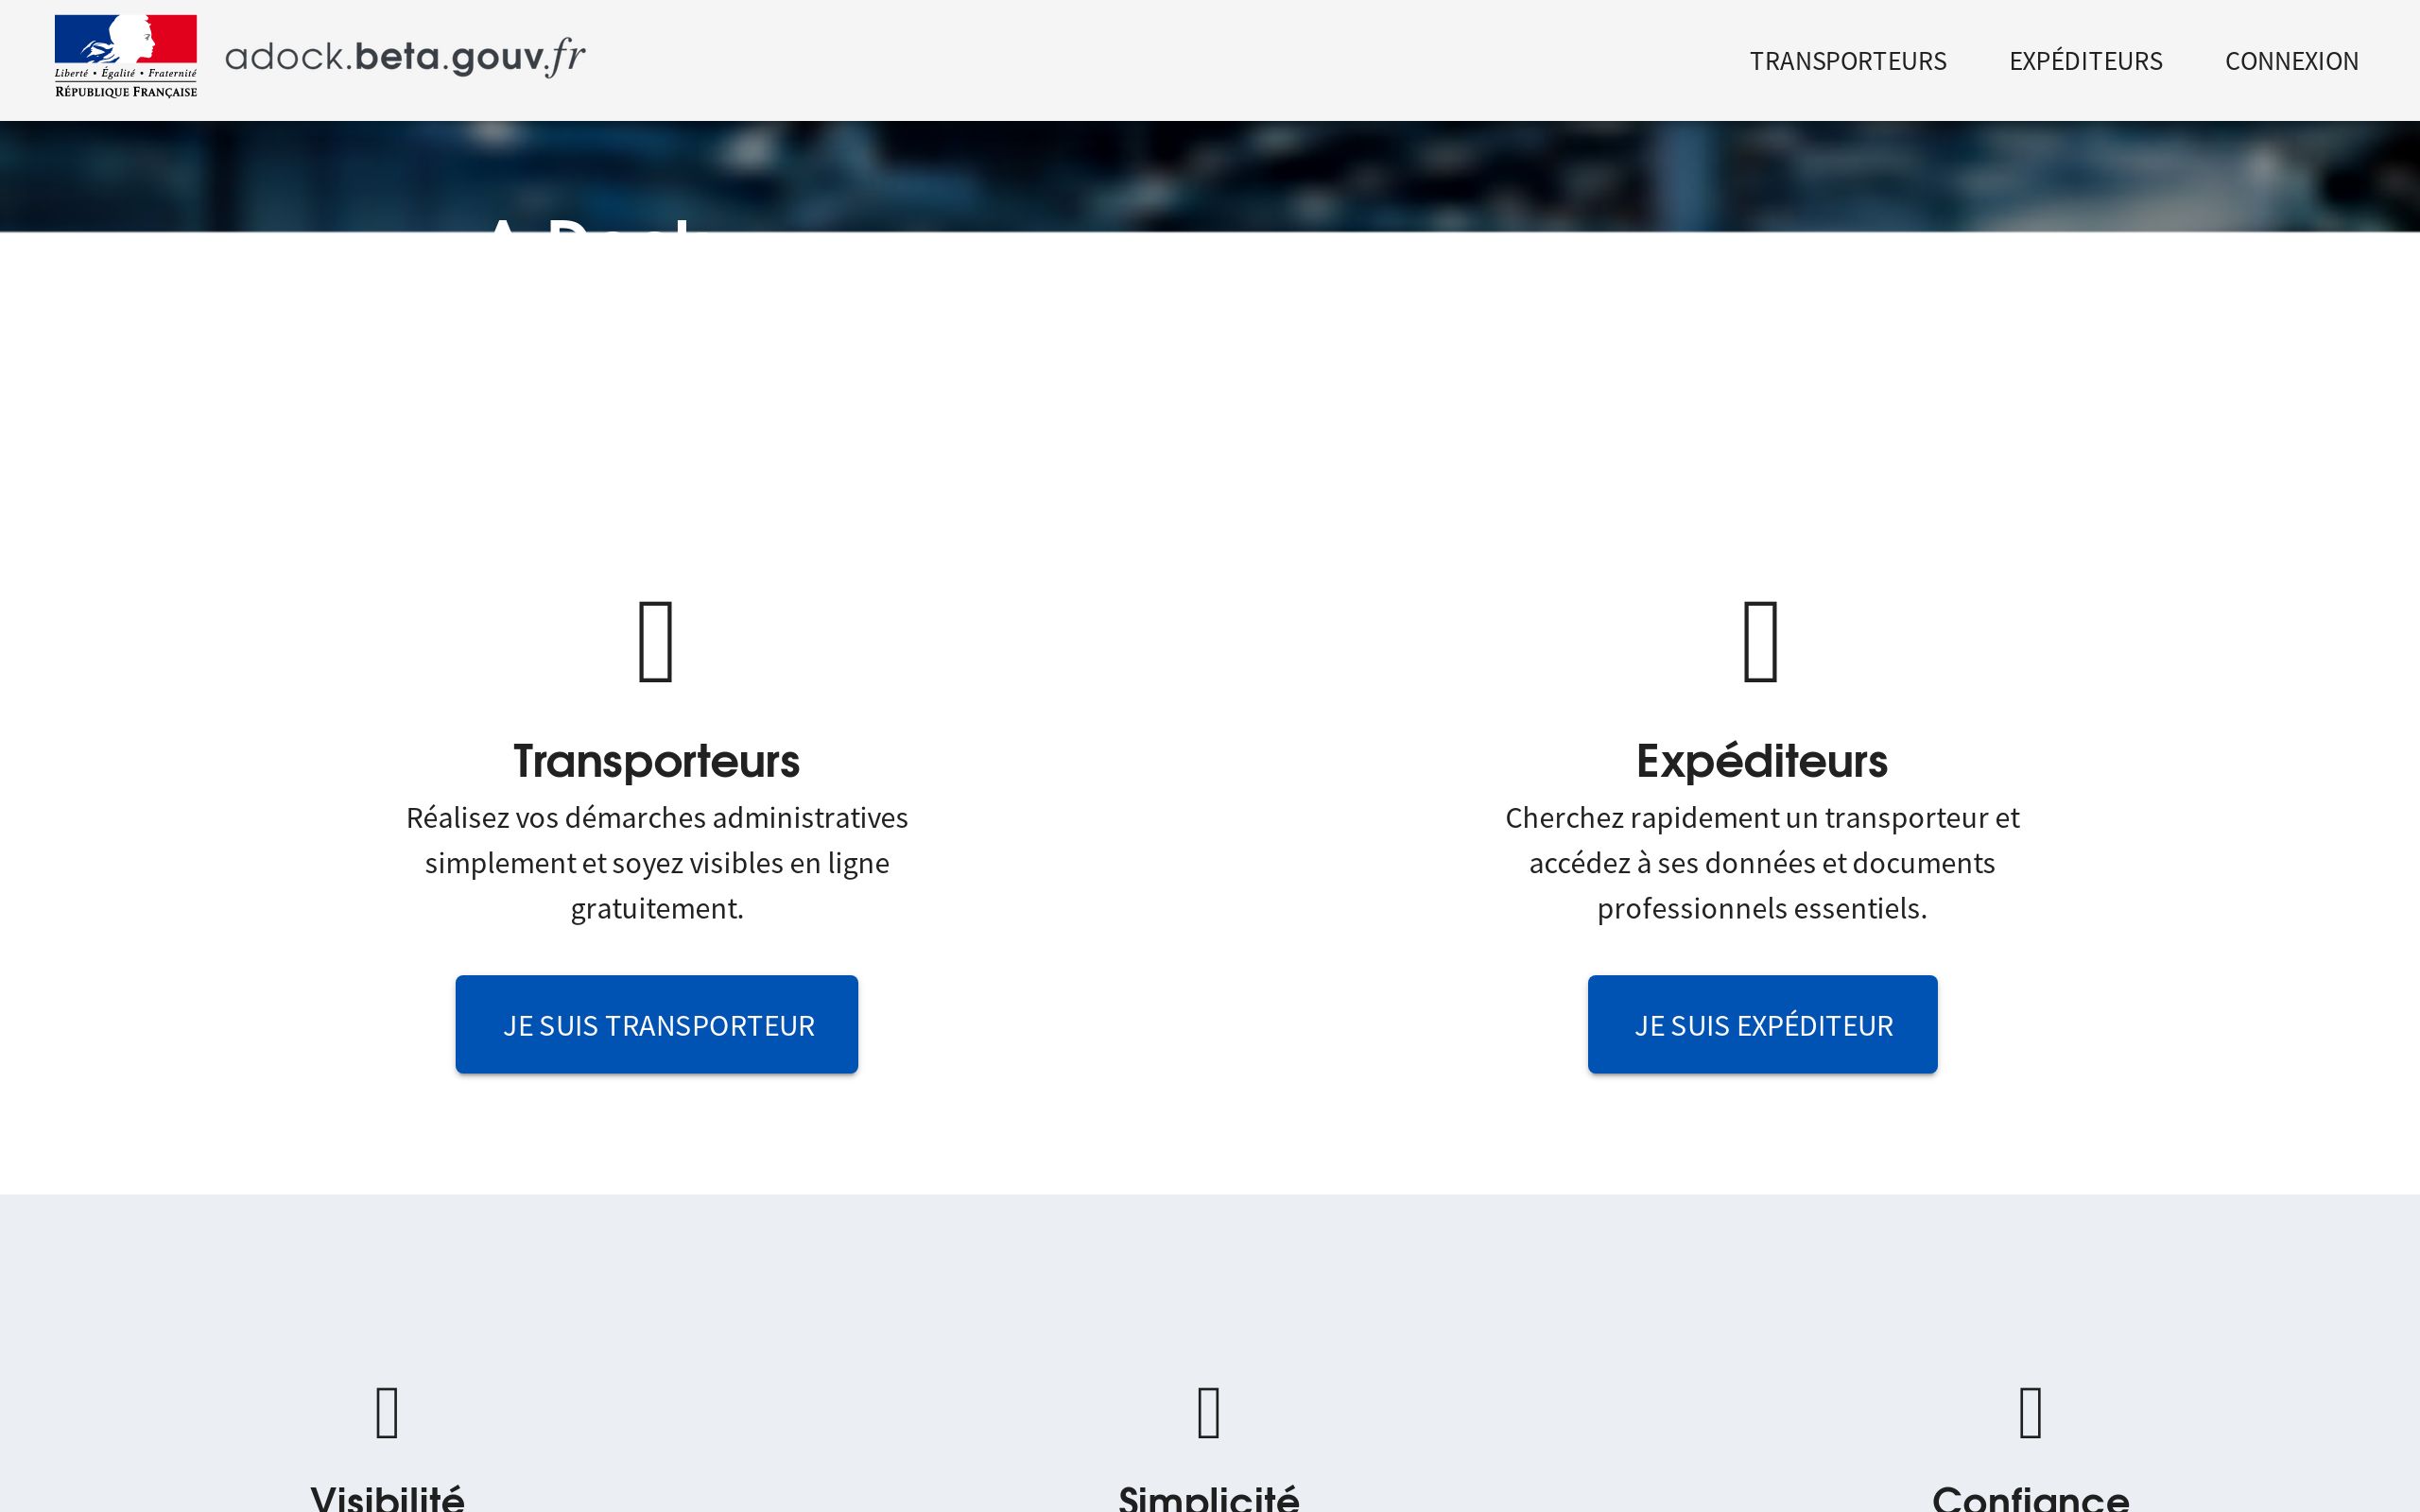 Liberté • Égalité • Fraternité
RÉPUBLIQUE FRANÇAISE
adock.beta.gouv.fr
TRANSPORTEURS EXPÉDITEURS CONNEXION
A Dock
Transporteurs
Réalisez vos démarches administratives
simplement et soyez visibles en ligne
gratuitement.
JE SUIS TRANSPORTEUR
Expéditeurs
Cherchez rapidement un transporteur et
accédez à ses données et documents
professionnels essentiels.
JE SUIS EXPÉDITEUR
Visibilité
Simplicité
Confiance